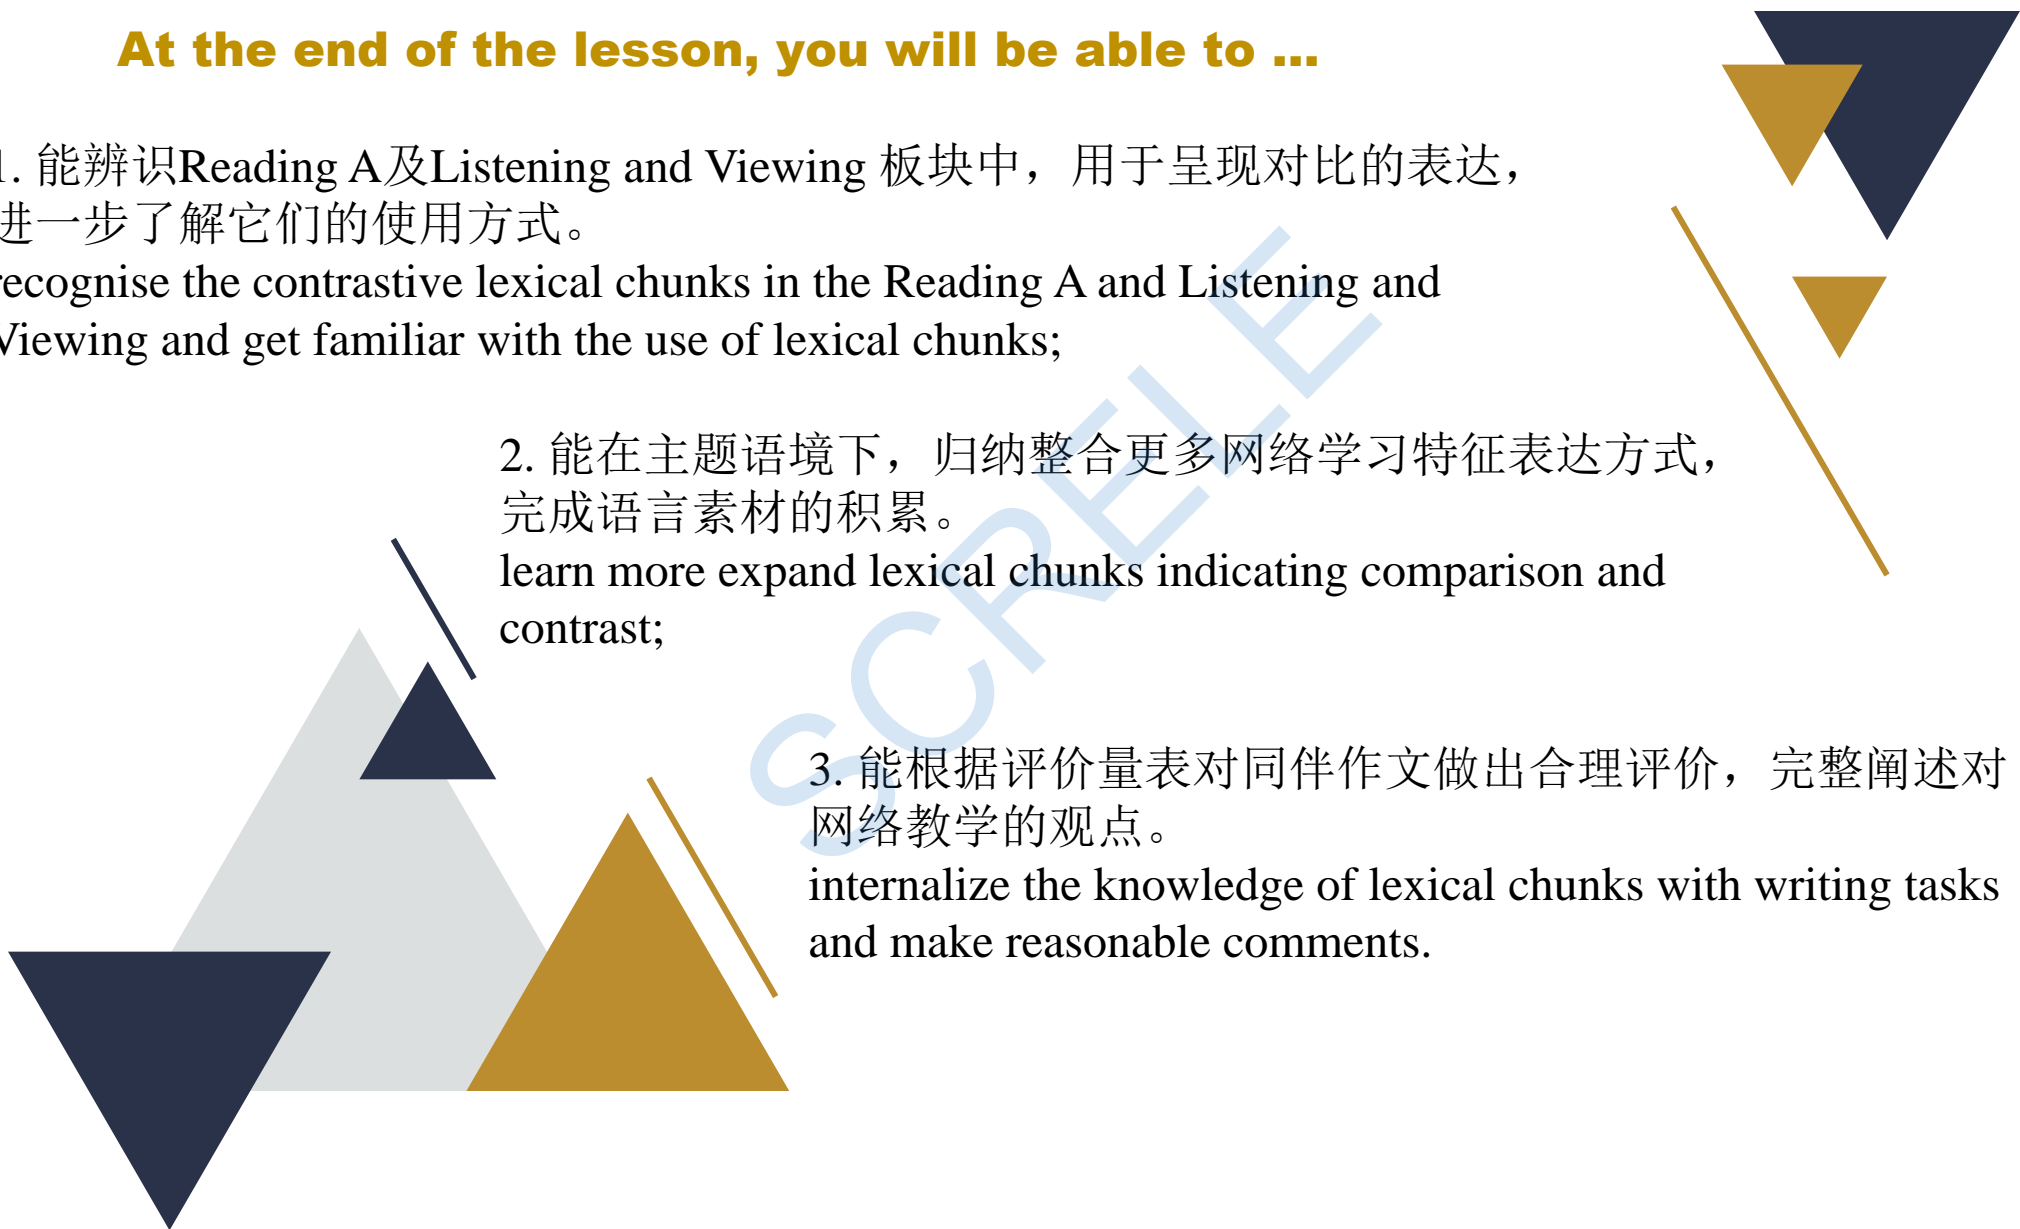 At the end of the lesson, you will be able to ...
1. 能辨识Reading A及Listening and Viewing 板块中，用于呈现对比的表达，
进一步了解它们的使用方式。
recognise the contrastive lexical chunks in the Reading A and Listening and
Viewing and get familiar with the use of lexical chunks;
2. 能在主题语境下，归纳整合更多网络学习特征表达方式，
完成语言素材的积累。
learn more expand lexical chunks indicating comparison and
contrast;
3. 能根据评价量表对同伴作文做出合理评价，完整阐述对
网络教学的观点。
internalize the knowledge of lexical chunks with writing tasks
and make reasonable comments.
SCRELE